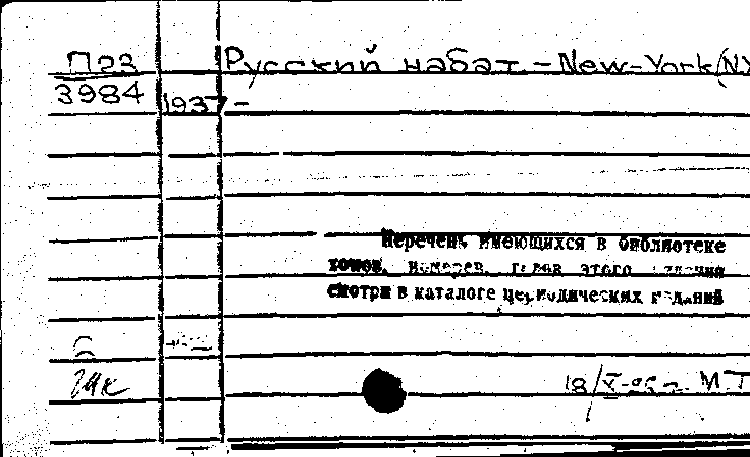 П23
Русский набат - New-York (N.Y
3984
1937-
Перечень имеющихся в библиотеке
томов, номеров, годов этого издания
смотри в каталоге периодических изданий
18/V- М.Т